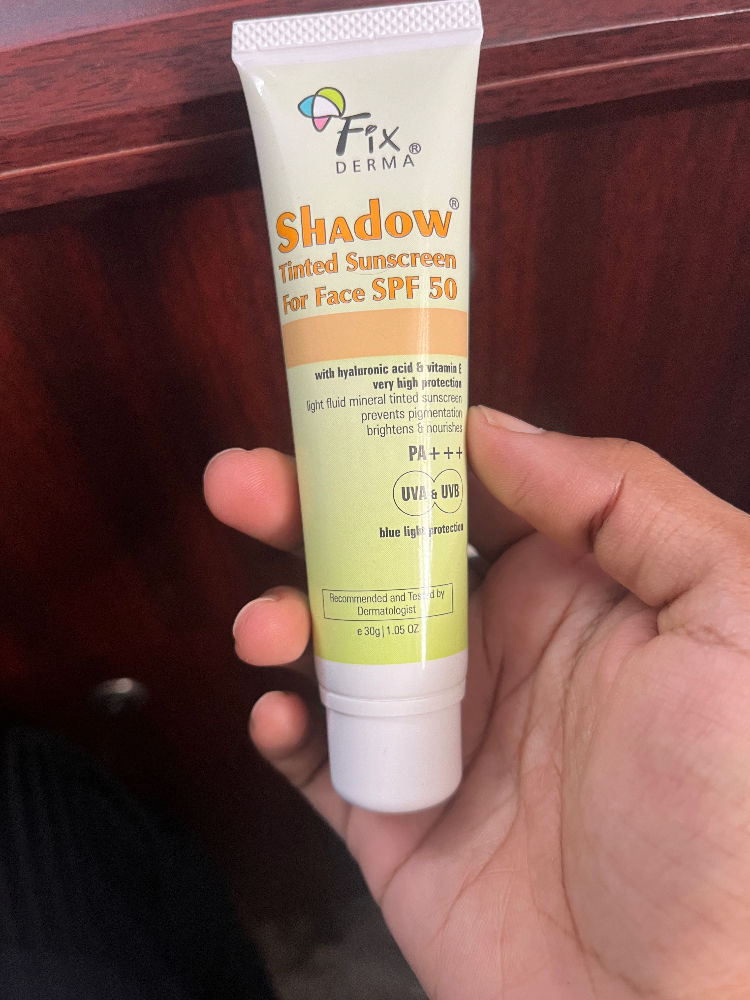 Fix®
DERMA
Shadow®
Tinted Sunscreen
For Face SPF 50
with hyaluronic acid & vitamin E
very high protection
light fluid mineral tinted sunscreen
prevents pigmentation
brightens & nourishes
PA+++
UVA & UVB
blue light protection
Recommended and Tested by
Dermatologist
e 30g | 1.05 OZ